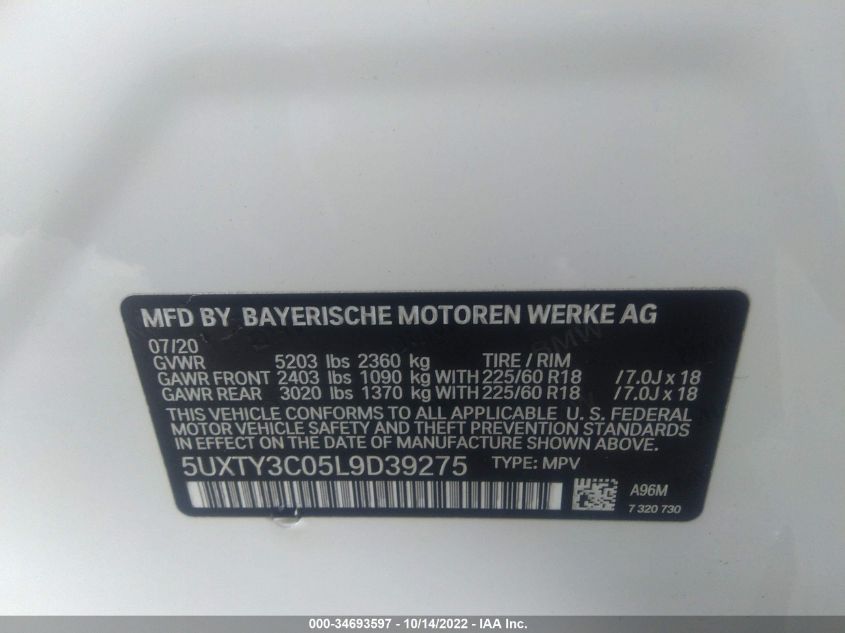 MFD BY BAYERISCHE MOTOREN WERKE AG
07/20
GVWR 5203 lbs 2360 kg TIRE / RIM
GAWR FRONT 2403 lbs 1090 kg WITH 225/60 R18 / 7.0J x 18
GAWR REAR 3020 lbs 1370 kg WITH 225/60 R18 / 7.0J x 18
THIS VEHICLE CONFORMS TO ALL APPLICABLE U. S. FEDERAL
MOTOR VEHICLE SAFETY AND THEFT PREVENTION STANDARDS
IN EFFECT ON THE DATE OF MANUFACTURE SHOWN ABOVE.
5UXTY3C05L9D39275 TYPE: MPV
A96M
7 320 730
000-34693597 - 10/14/2022 - IAA Inc.